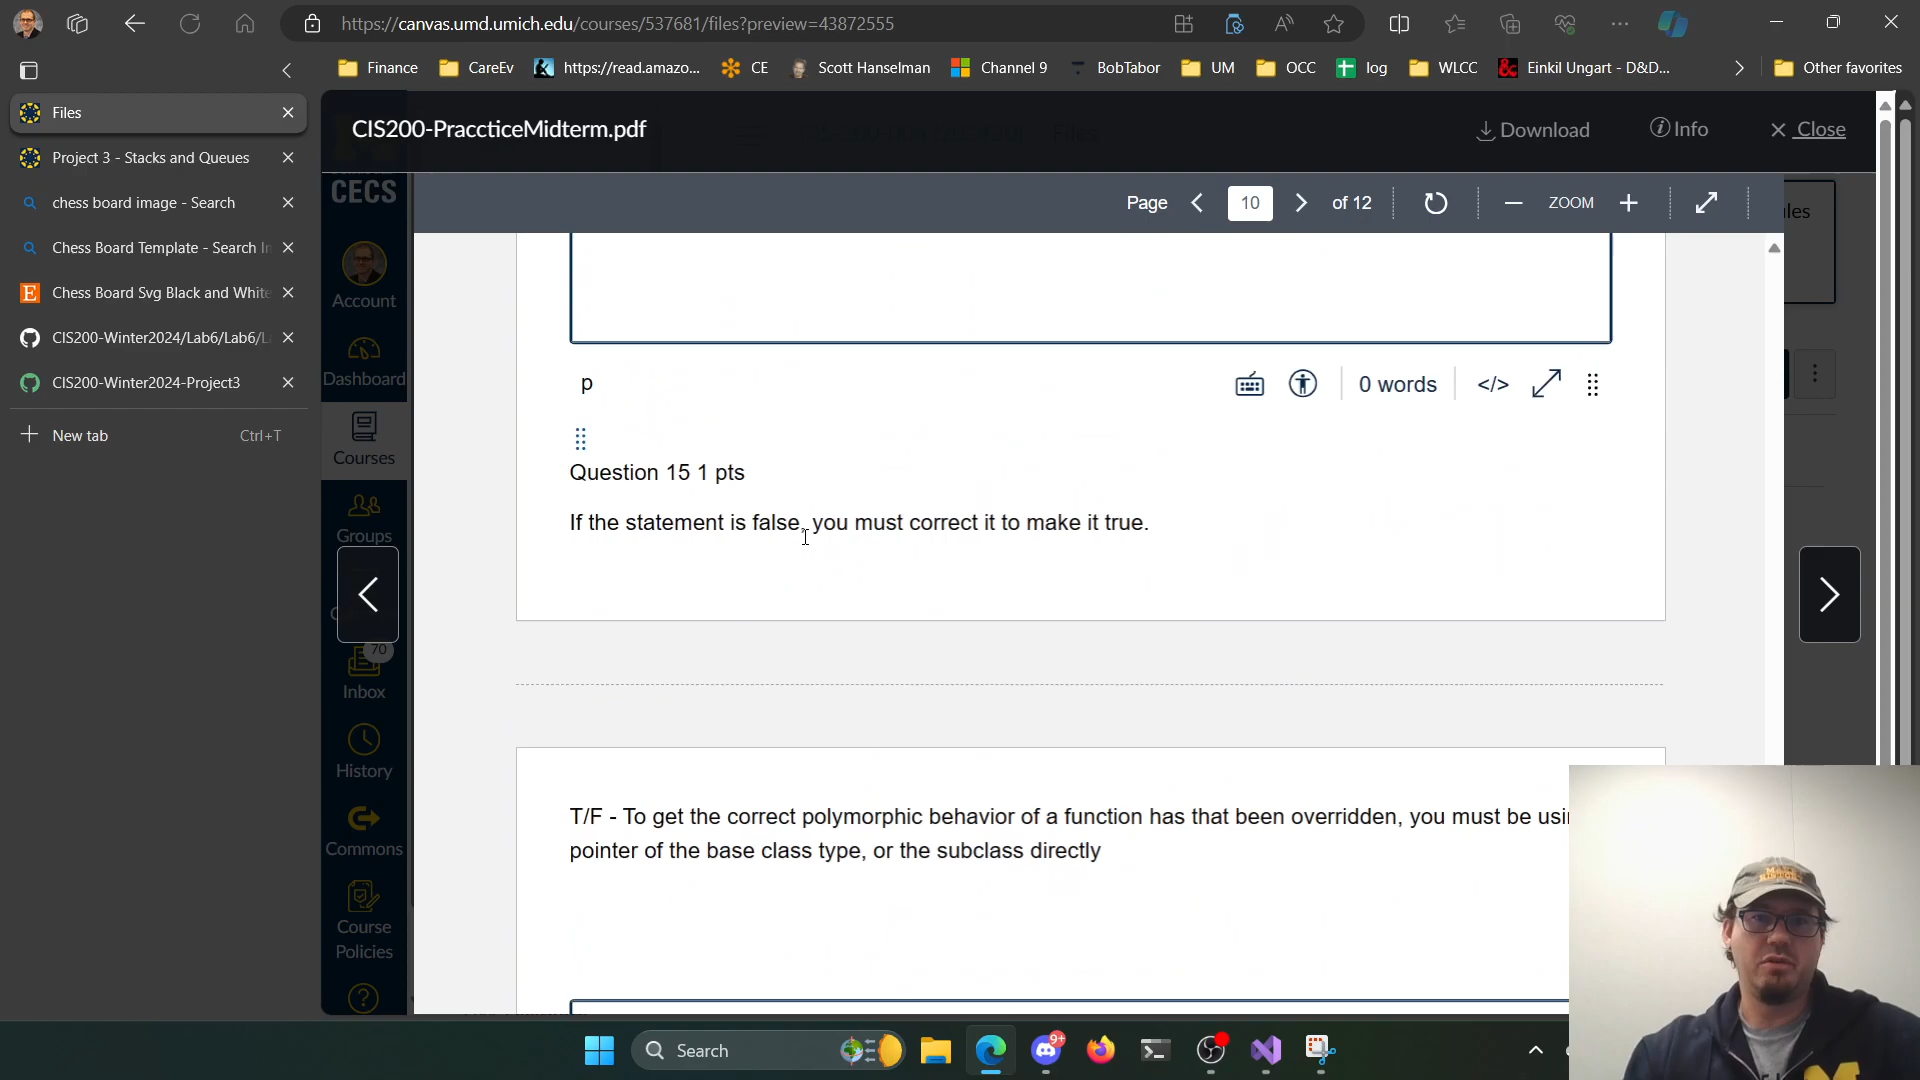 https://canvas.umd.umich.edu/courses/537681/files?preview=43872555
Finance
CareEv
https://read.amazo...
CE
Scott Hanselman
Channel 9
BobTabor
UM
OCC
log
WLCC
Einkil Ungart - D&D...
Other favorites
Files
Project 3 - Stacks and Queues
chess board image - Search
Chess Board Template - Search
Chess Board Svg Black and White
CIS200-Winter2024/Lab6/Lab6/L
CIS200-Winter2024-Project3
New tab
Ctrl+T
CIS200-PraccticeMidterm.pdf
Download
Info
Close
CECS
Account
Dashboard
Courses
Groups
70
Inbox
History
Commons
Course
Policies
Page
10
of 12
ZOOM
p
0 words
</>
Question 15 1 pts
If the statement is false, you must correct it to make it true.
T/F - To get the correct polymorphic behavior of a function has that been overridden, you must be
pointer of the base class type, or the subclass directly
Search
9+